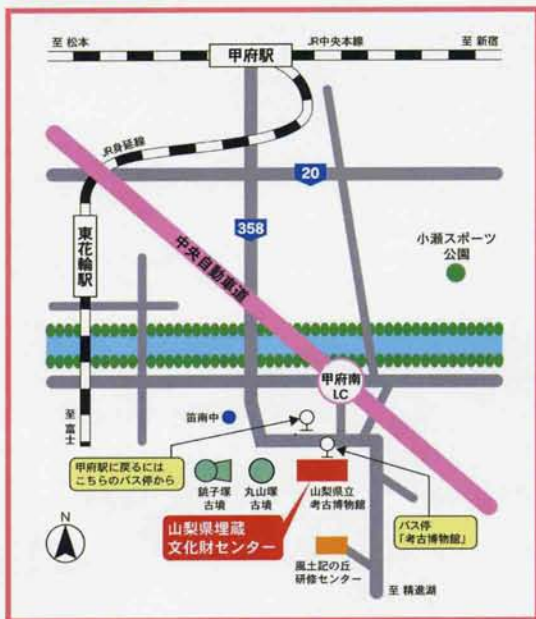 至 松本
JR中央本線
至 新宿
甲府駅
JR身延線
20
358
中央自動車道
東花輪駅
小瀬スポーツ
公園
甲府南
I.C
至 富士
笛南中
甲府駅に戻るには
こちらのバス停から
銚子塚
古墳
丸山塚
古墳
山梨県立
考古博物館
バス停
「考古博物館」
山梨県埋蔵
文化財センター
風土記の丘
研修センター
N
至 精進湖